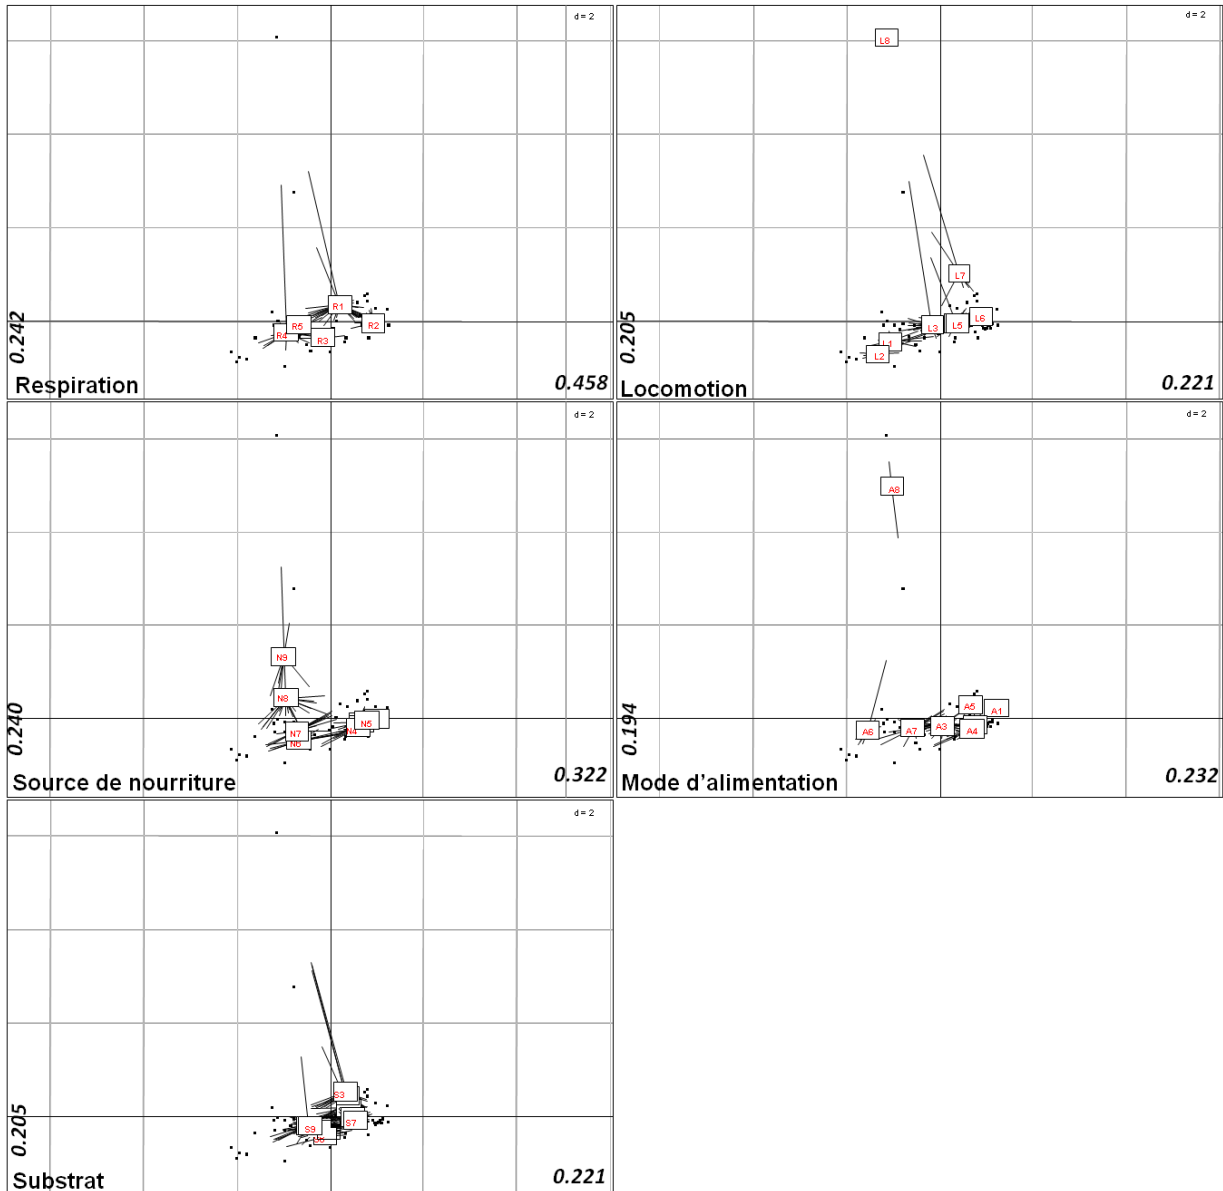 d = 2
R1
R5
R2
R4
R3
0.242
Respiration
0.458
d = 2
L8
L7
L6
L3
L5
L1
L2
0.205
Locomotion
0.221
d = 2
N9
N8
N5
N4
N7
N6
0.240
Source de nourriture
0.322
d = 2
A8
A5
A1
A3
A6
A7
A4
0.194
Mode d’alimentation
0.232
d = 2
S3
S7
S9
0.205
Substrat
0.221